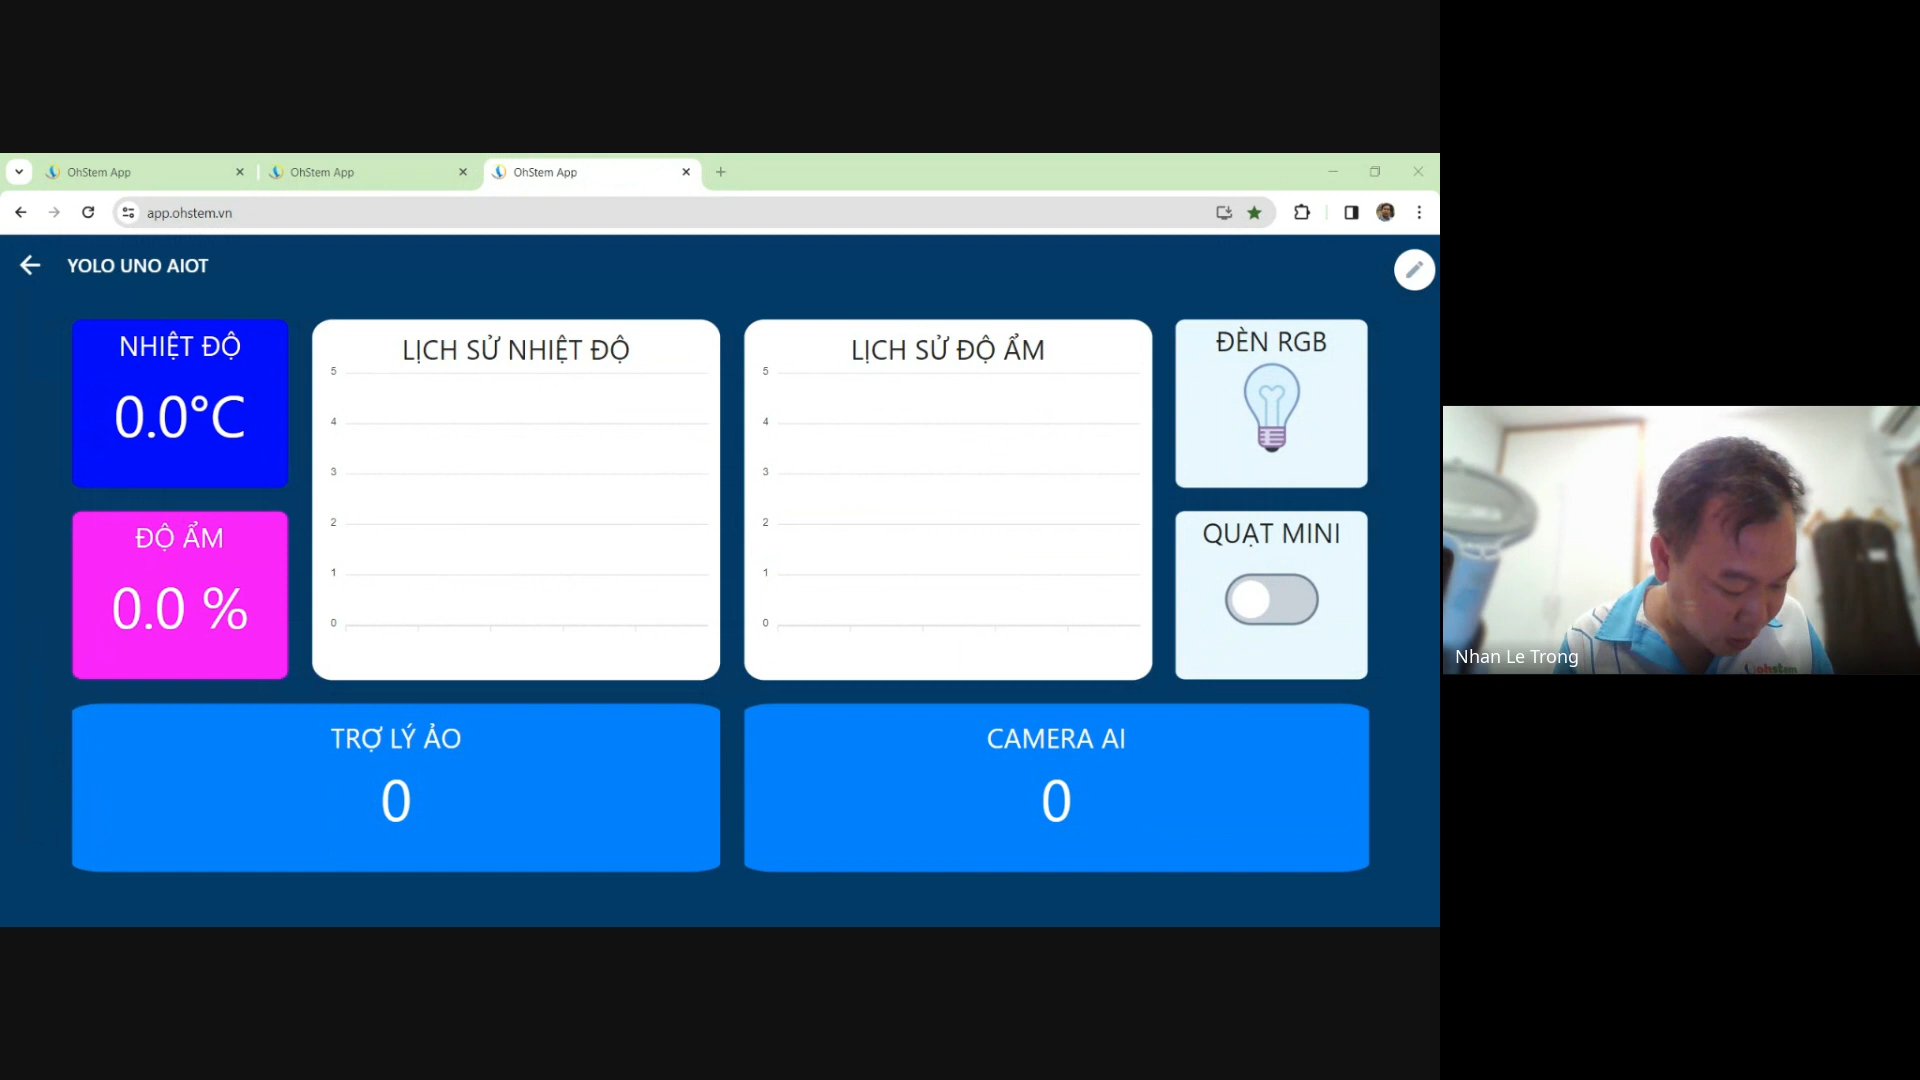 OhStem App
OhStem App
OhStem App
app.ohstem.vn
YOLO UNO AIOT
NHIỆT ĐỘ
0.0°C
LỊCH SỬ NHIỆT ĐỘ
5
4
3
2
1
0
LỊCH SỬ ĐỘ ẨM
5
4
3
2
1
0
ĐÈN RGB
ĐỘ ẨM
0.0 %
QUẠT MINI
TRỢ LÝ ẢO
0
CAMERA AI
0
Nhan Le Trong
ohstem